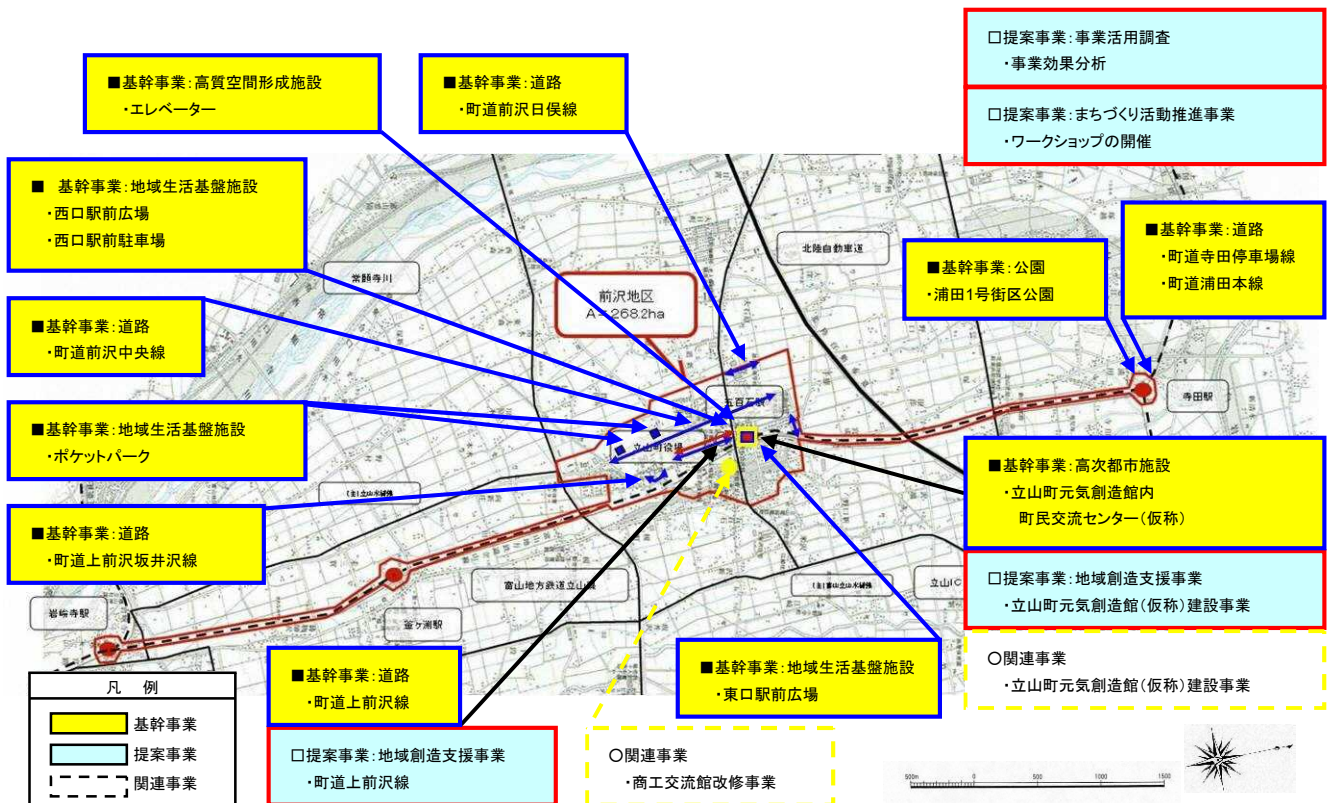 □提案事業:事業活用調査
・事業効果分析
□提案事業:まちづくり活動推進事業
・ワークショップの開催
■基幹事業:高質空間形成施設
・エレベーター
■基幹事業:道路
・町道前沢日俣線
■ 基幹事業:地域生活基盤施設
・西口駅前広場
・西口駅前駐車場
■基幹事業:道路
・町道前沢中央線
■基幹事業:地域生活基盤施設
・ポケットパーク
■基幹事業:道路
・町道上前沢坂井沢線
常願寺川
前沢地区
A=268.2ha
北陸自動車道
■基幹事業:公園
・浦田1号街区公園
■基幹事業:道路
・町道寺田停車場線
・町道浦田本線
五百石駅
立山町役場
寺田駅
富山地方鉄道立山線
釜ヶ淵駅
岩峅寺駅
立山IC
■基幹事業:高次都市施設
・立山町元気創造館内
町民交流センター(仮称)
□提案事業:地域創造支援事業
・立山町元気創造館(仮称)建設事業
○関連事業
・立山町元気創造館(仮称)建設事業
■基幹事業:地域生活基盤施設
・東口駅前広場
■基幹事業:道路
・町道上前沢線
□提案事業:地域創造支援事業
・町道上前沢線
○関連事業
・商工交流館改修事業
凡 例
基幹事業
提案事業
関連事業
500m 0 500 1000 1500